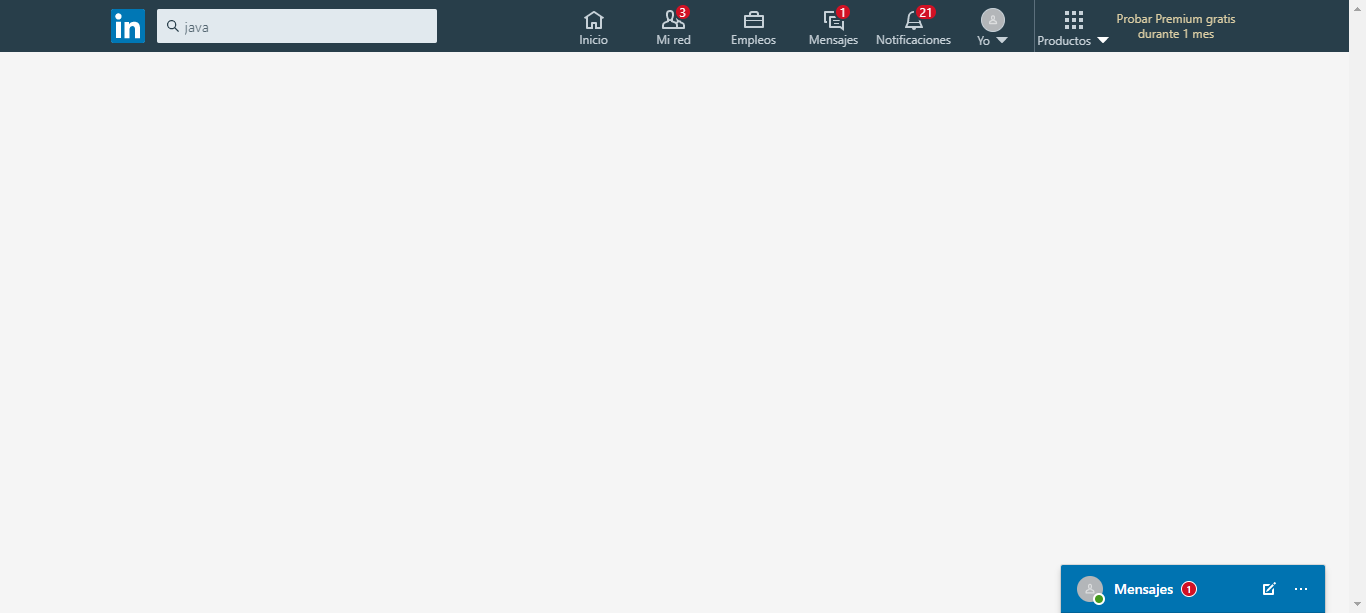 in
java
Inicio
3
Mi red
Empleos
1
Mensajes
21
Notificaciones
Yo
Productos
Probar Premium gratis
durante 1 mes
Mensajes 1